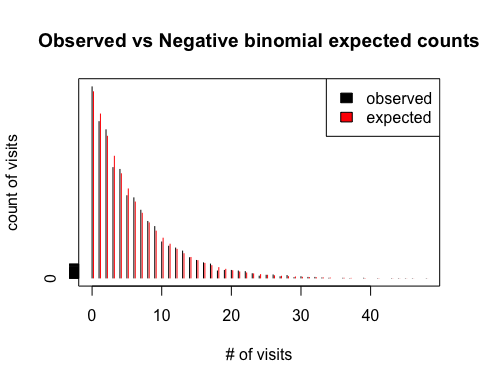 Observed vs Negative binomial expected counts
observed
expected
count of visits
0
0 10 20 30 40
# of visits